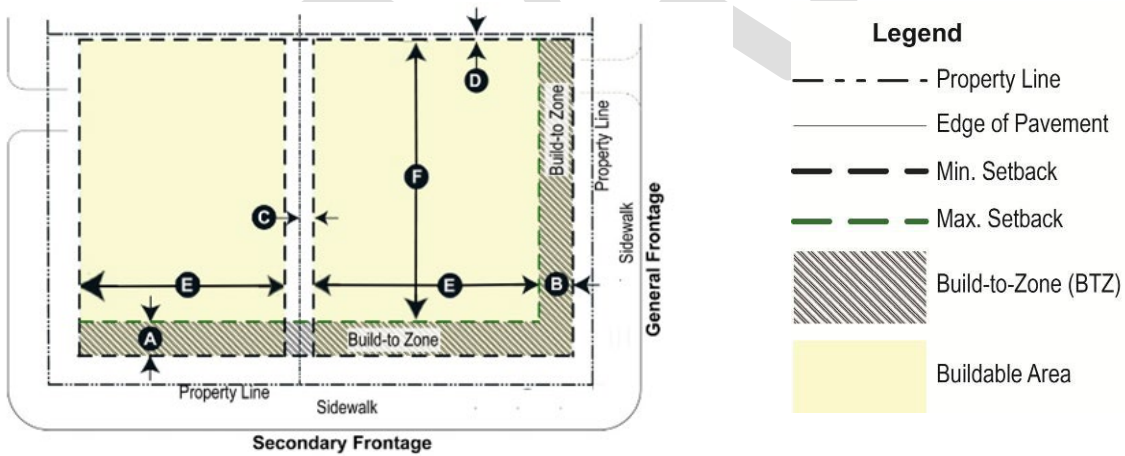 D
Build-to Zone
Property Line
F
C
Sidewalk
General Frontage
E
E
B
A
Build-to Zone
Property Line
Sidewalk
Secondary Frontage
Legend
Property Line
Edge of Pavement
Min. Setback
Max. Setback
Build-to-Zone (BTZ)
Buildable Area